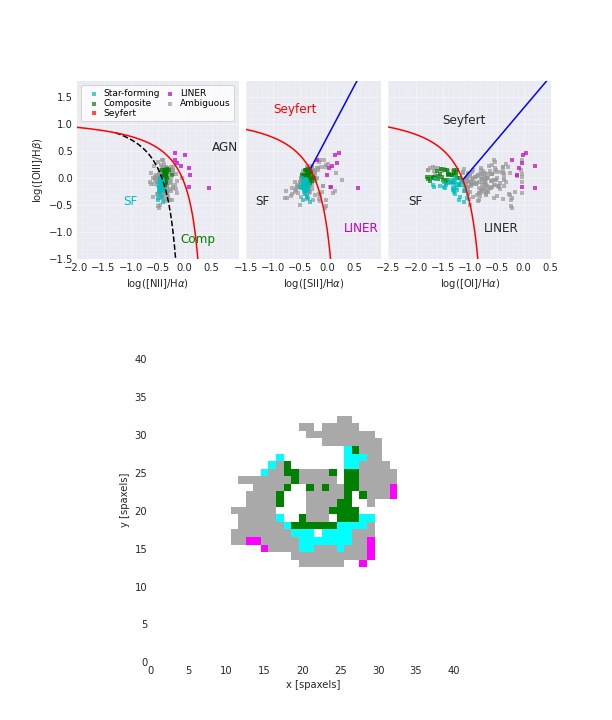 Star-forming
Composite
Seyfert
LINER
Ambiguous
AGN
SF
Comp
Seyfert
SF
LINER
Seyfert
SF
LINER
1.5
1.0
0.5
0.0
−0.5
−1.0
−1.5
log([OIII]/Hβ)
−2.0 −1.5 −1.0 −0.5 0.0 0.5
−1.5 −1.0 −0.5 0.0 0.5
−2.5 −2.0 −1.5 −1.0 −0.5 0.0 0.5
log([NII]/Hα)
log([SII]/Hα)
log([OI]/Hα)
40
35
30
25
20
15
10
5
0
y [spaxels]
0 5 10 15 20 25 30 35 40
x [spaxels]